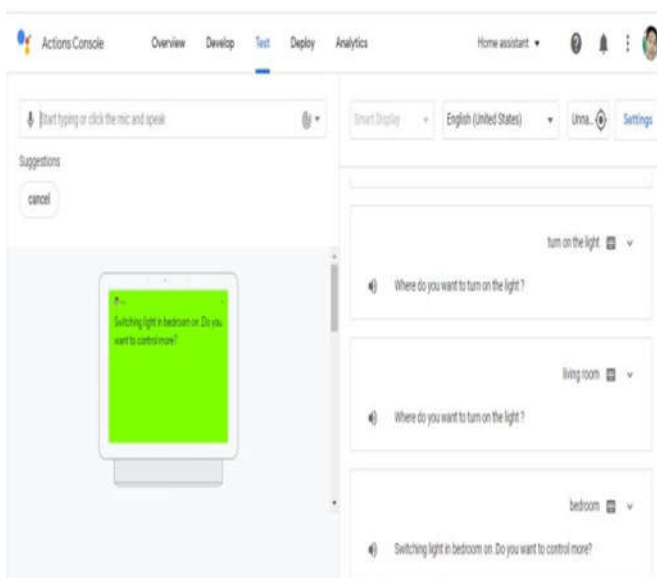 Actions Console
Overview
Develop
Test
Deploy
Analytics
Home assistant
Start typing or click the mic and speak
Suggestions
cancel
Switching light in bedroom on. Do you
want to control more?
Smart Display
English (United States)
Unna...
Settings
turn on the light
Where do you want to turn on the light ?
living room
Where do you want to turn on the light ?
bedroom
Switching light in bedroom on. Do you want to control more?